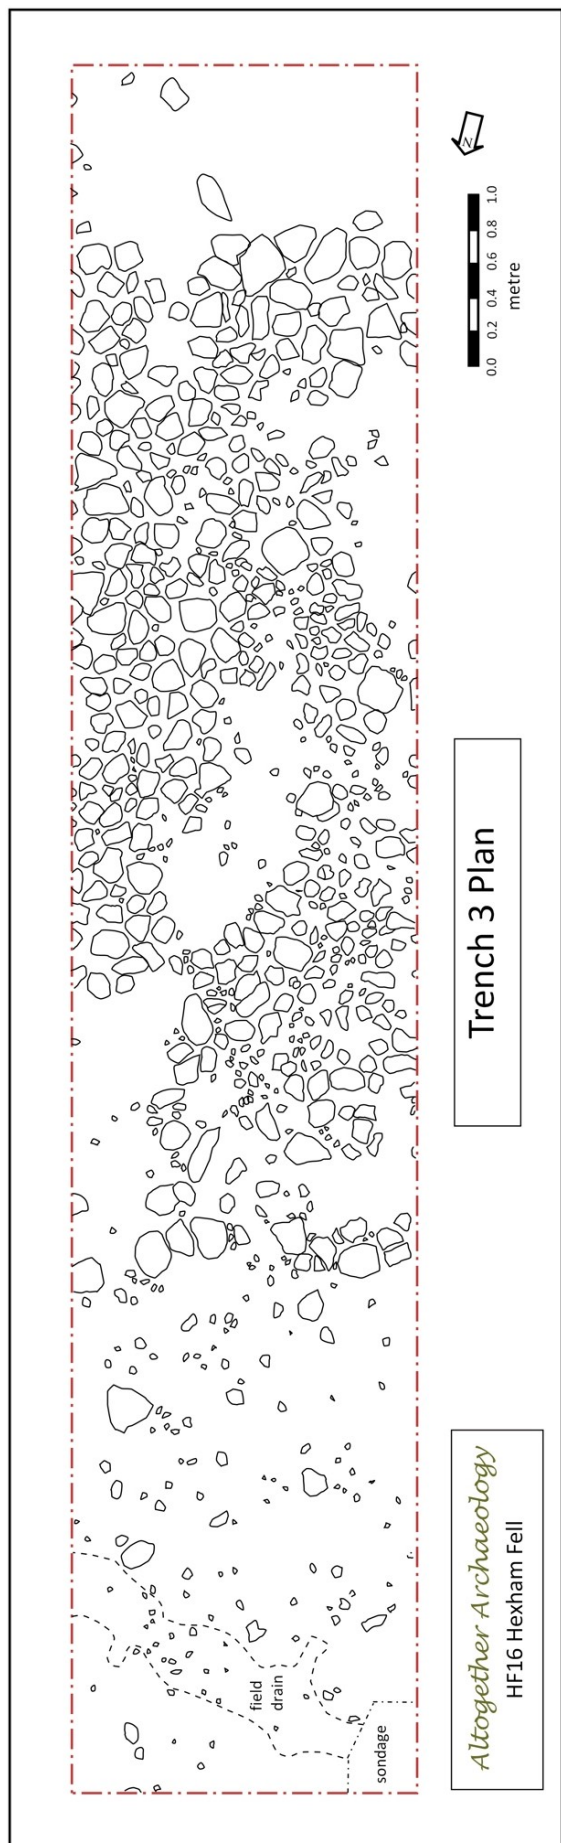 N
0.0 0.2 0.4 0.6 0.8 1.0
metre
field
drain
sondage
Trench 3 Plan
Altogether Archaeology
HF16 Hexham Fell